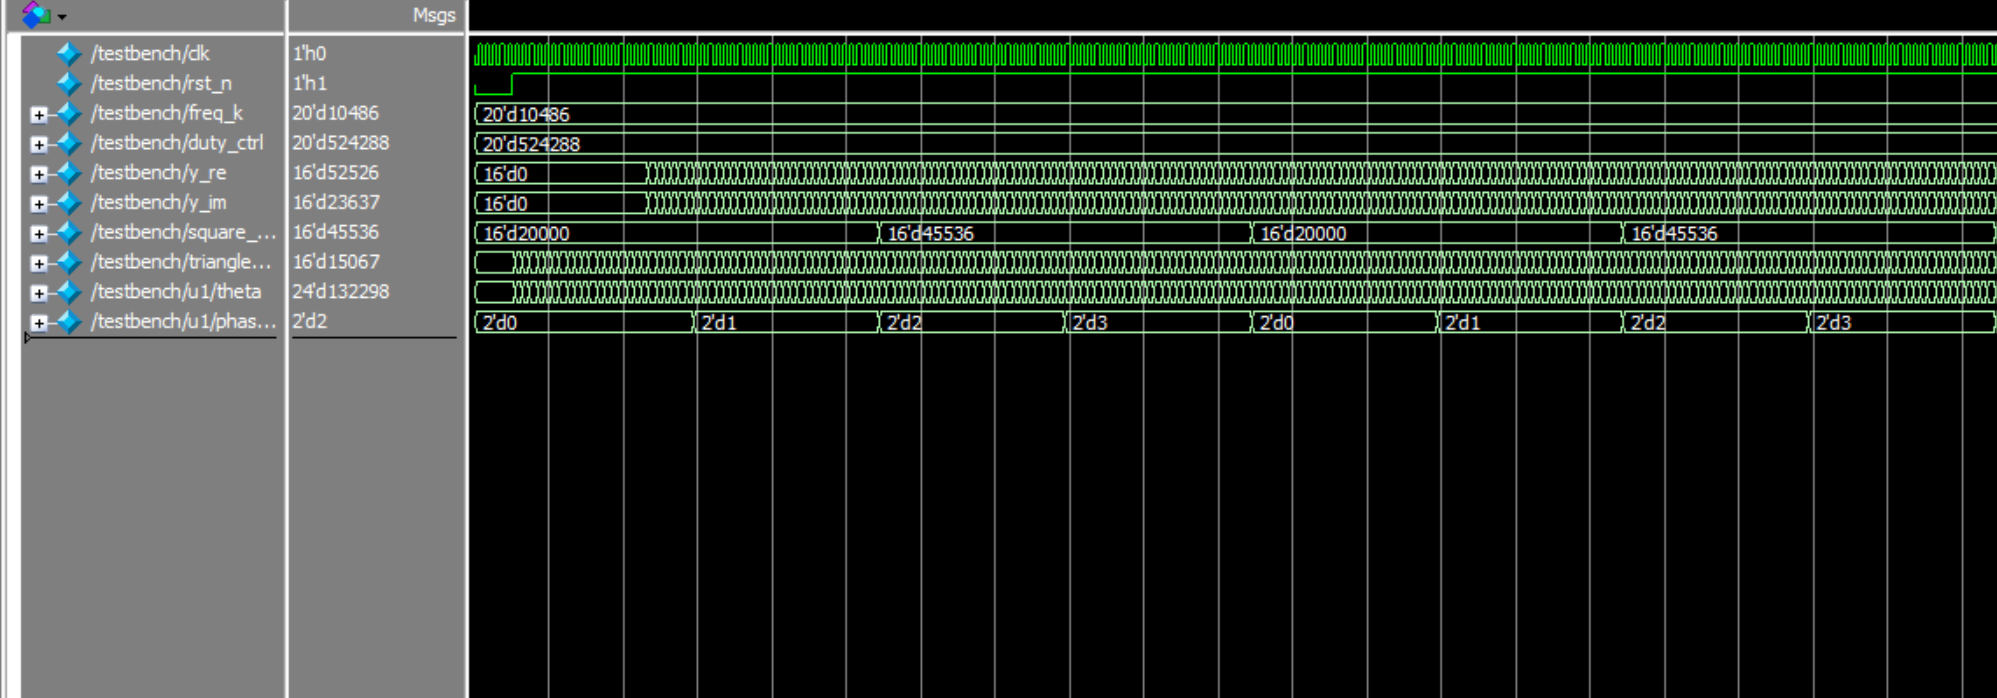 Msgs
/testbench/clk 1'h0
/testbench/rst_n 1'h1
/testbench/freq_k 20'd10486 20'd10486
/testbench/duty_ctrl 20'd524288 20'd524288
/testbench/y_re 16'd52526 16'd0
/testbench/y_im 16'd23637 16'd0
/testbench/square_... 16'd45536 16'd20000 16'd45536 16'd20000 16'd45536
/testbench/triangle... 16'd15067
/testbench/u1/theta 24'd132298
/testbench/u1/phas... 2'd2 2'd0 2'd1 2'd2 2'd3 2'd0 2'd1 2'd2 2'd3